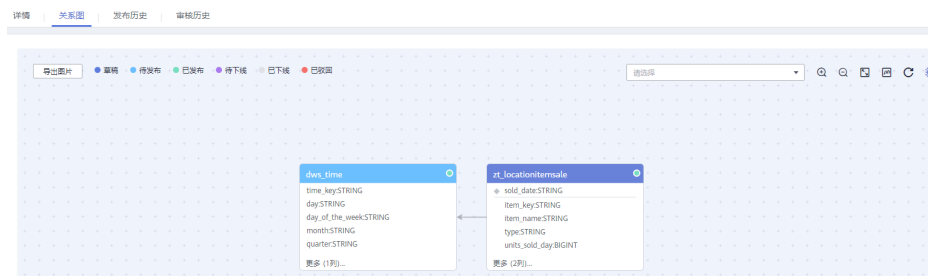 详情 关系图 发布历史 审核历史
导出图片 草稿 待发布 已发布 待下线 已下线 已驳回 请选择
dws_time
time_key:STRING
day:STRING
day_of_the_week:STRING
month:STRING
quarter:STRING
更多 (1列)...
zt_locationitemsale
sold_date:STRING
item_key:STRING
item_name:STRING
type:STRING
units_sold_day:BIGINT
更多 (2列)...